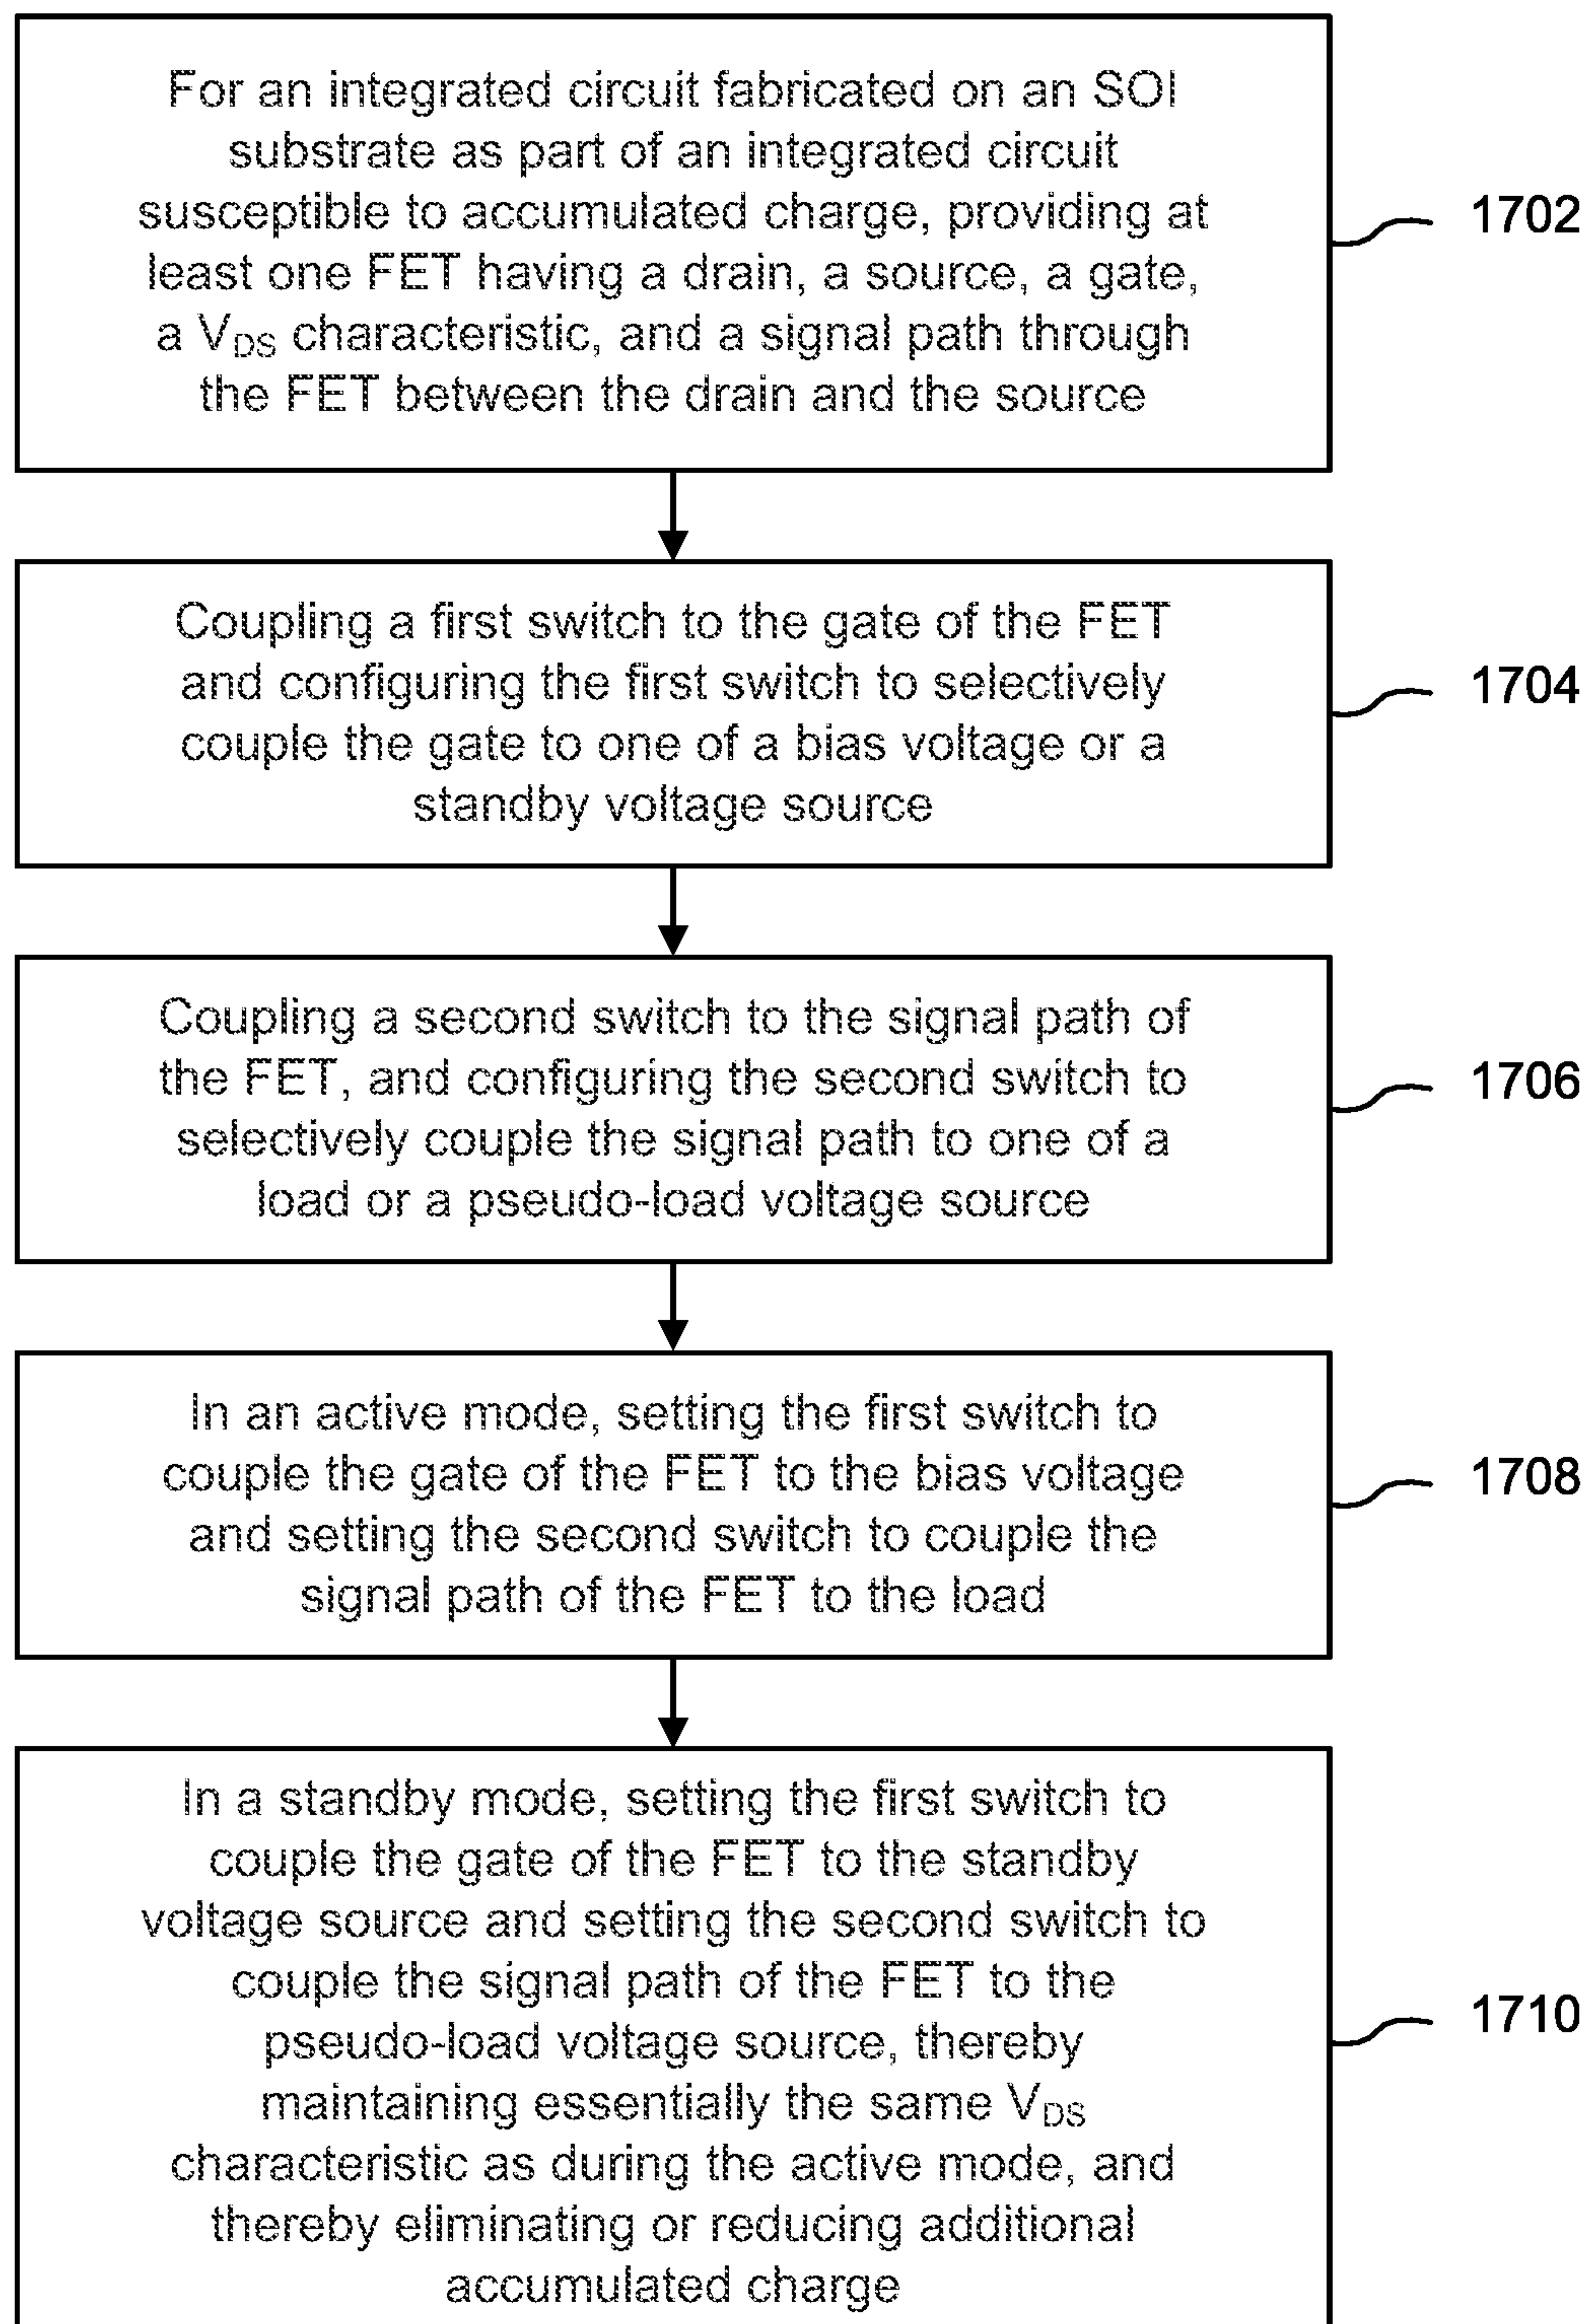 For an integrated circuit fabricated on an SOI
substrate as part of an integrated circuit
susceptible to accumulated charge, providing at
least one FET having a drain, a source, a gate,
a VDS characteristic, and a signal path through
the FET between the drain and the source
1702
Coupling a first switch to the gate of the FET
and configuring the first switch to selectively
couple the gate to one of a bias voltage or a
standby voltage source
1704
Coupling a second switch to the signal path of
the FET, and configuring the second switch to
selectively couple the signal path to one of a
load or a pseudo-load voltage source
1706
In an active mode, setting the first switch to
couple the gate of the FET to the bias voltage
and setting the second switch to couple the
signal path of the FET to the load
1708
In a standby mode, setting the first switch to
couple the gate of the FET to the standby
voltage source and setting the second switch to
couple the signal path of the FET to the
pseudo-load voltage source, thereby
maintaining essentially the same VDS
characteristic as during the active mode, and
thereby eliminating or reducing additional
accumulated charge
1710